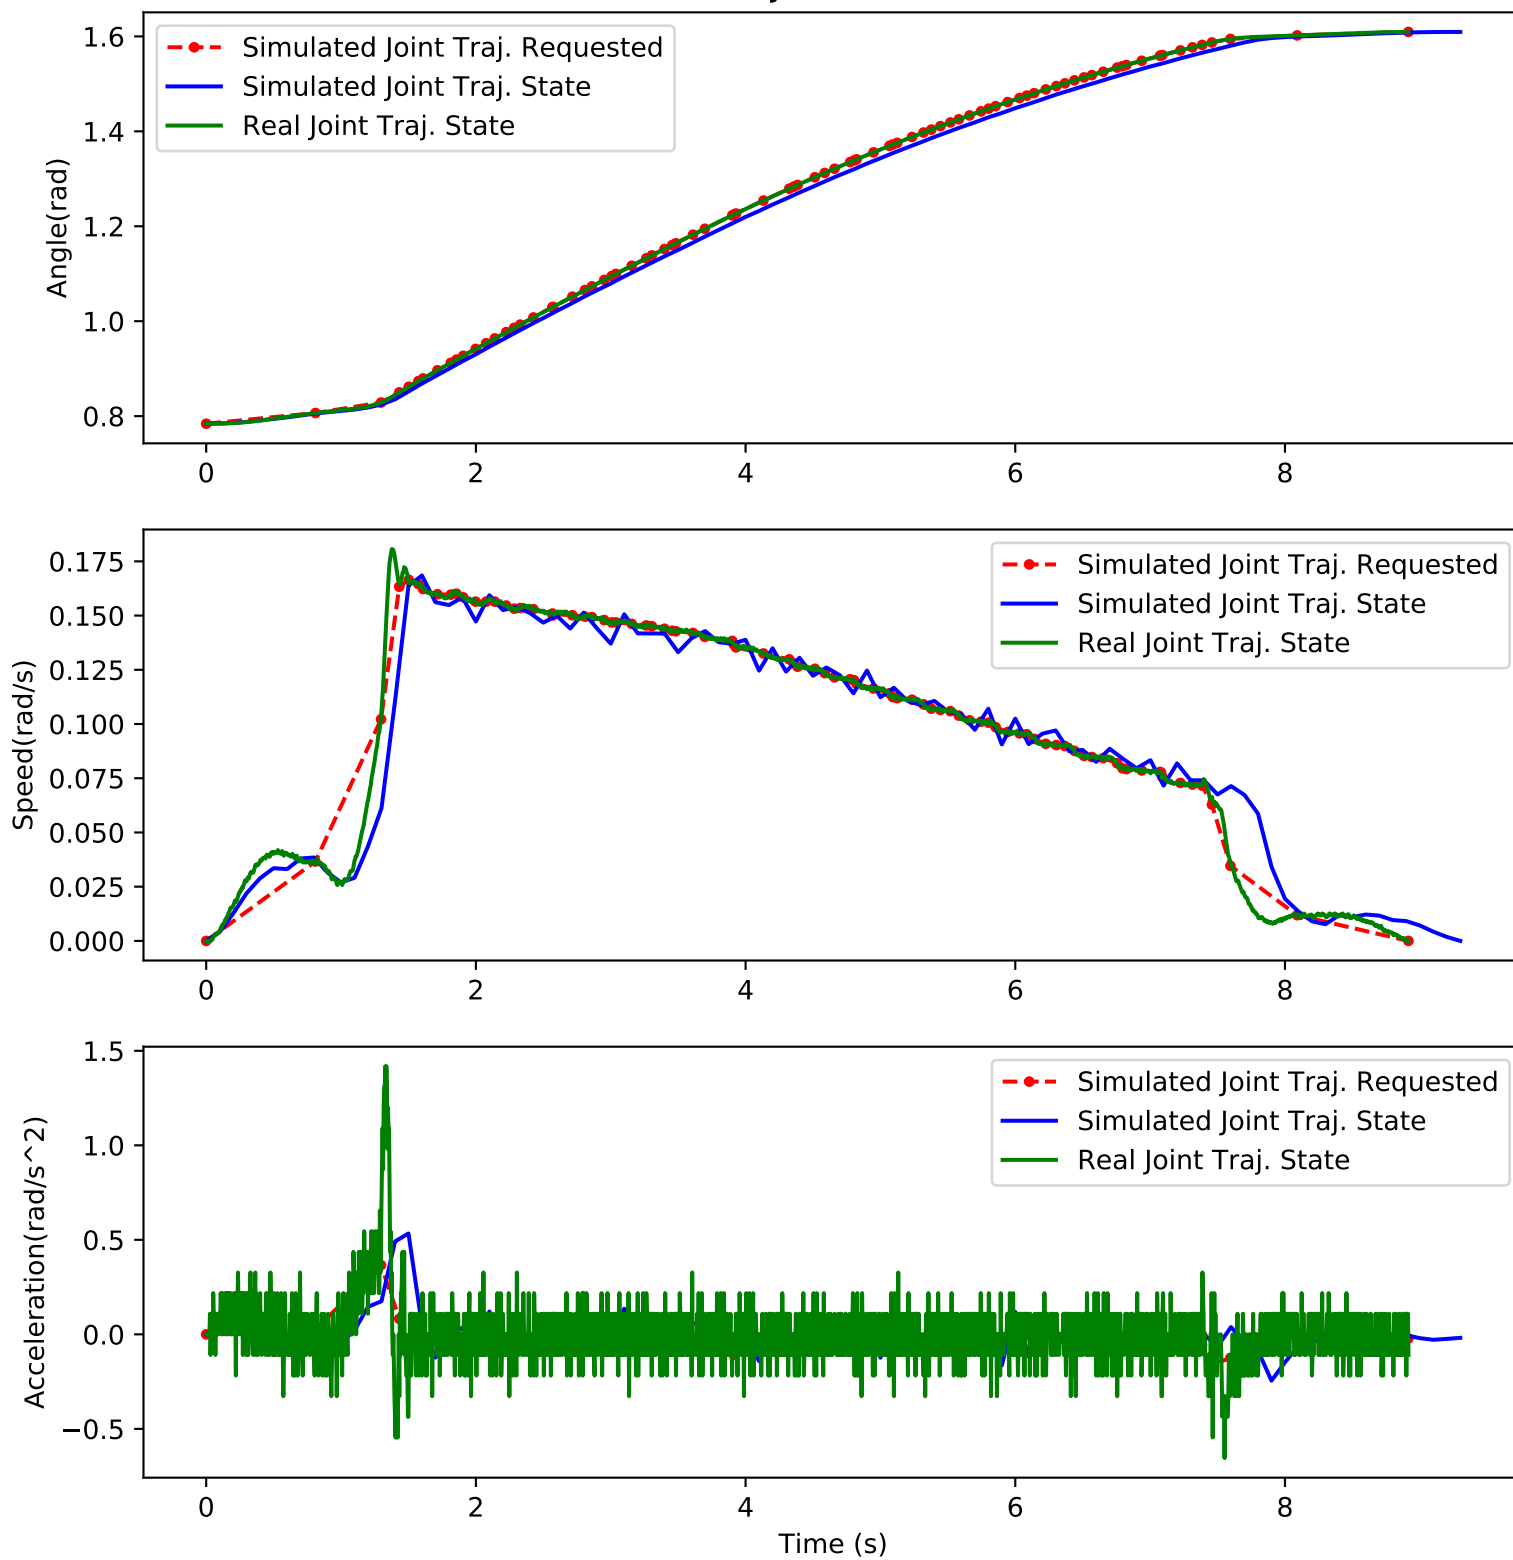 1.6
1.4
1.2
1.0
0.8
Angle(rad)
Simulated Joint Traj. Requested
Simulated Joint Traj. State
Real Joint Traj. State
0 2 4 6 8
0.175
0.150
0.125
0.100
0.075
0.050
0.025
0.000
Speed(rad/s)
Simulated Joint Traj. Requested
Simulated Joint Traj. State
Real Joint Traj. State
0 2 4 6 8
1.5
1.0
0.5
0.0
−0.5
Acceleration(rad/s^2)
Simulated Joint Traj. Requested
Simulated Joint Traj. State
Real Joint Traj. State
0 2 4 6 8
Time (s)